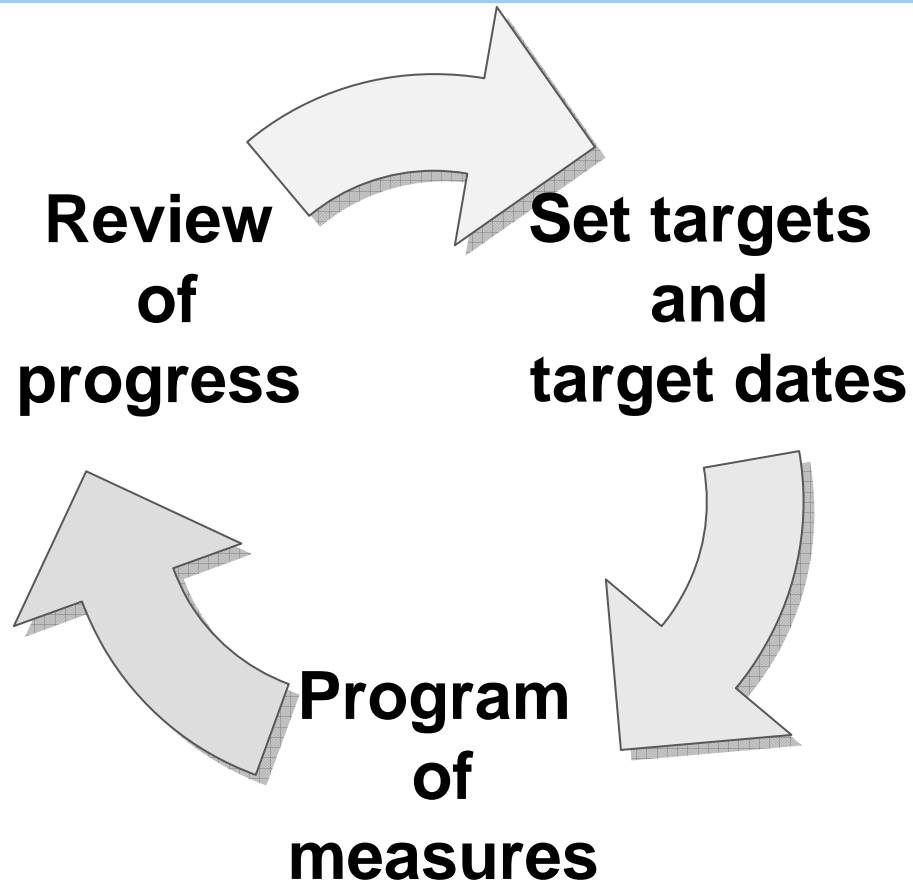 Review
of
progress
Set targets
and
target dates
Program
of
measures